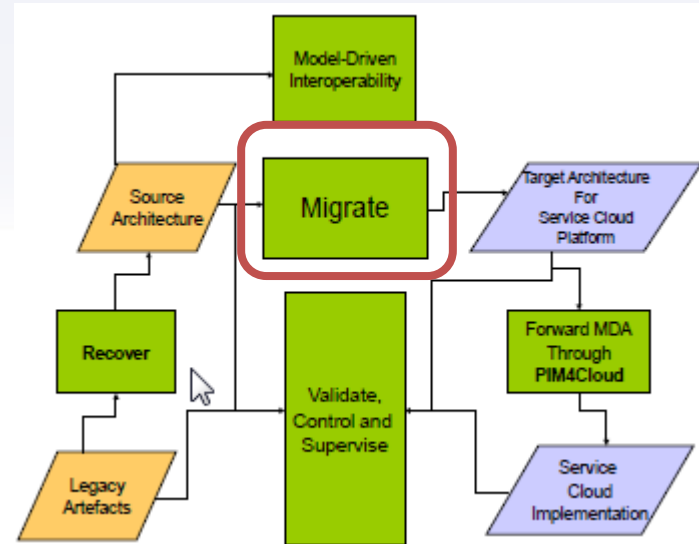 Model-Driven
Interoperability
Source
Architecture
Migrate
Target Architecture
For
Service Cloud
Platform
Recover
Validate,
Control and
Supervise
Forward MDA
Through
PIM4Cloud
Legacy
Artefacts
Service
Cloud
Implementation